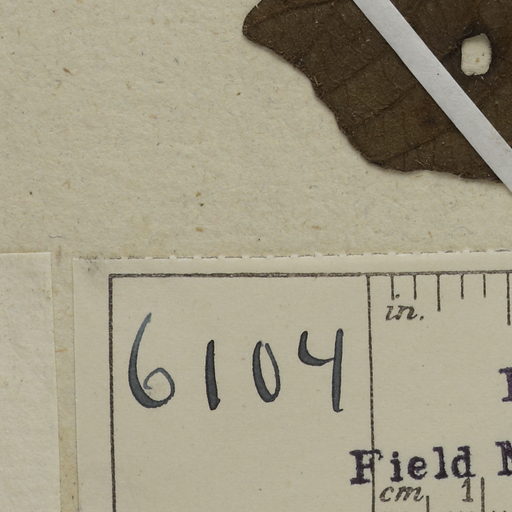 in.
6104
Field
cm. 1